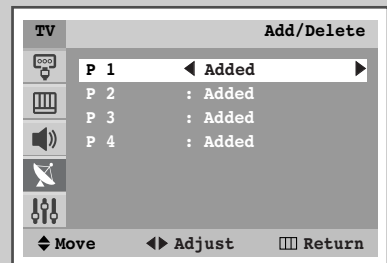 TV Add/Delete
P 1 ◀ Added ▶
P 2 : Added
P 3 : Added
P 4 : Added
Move Adjust Return